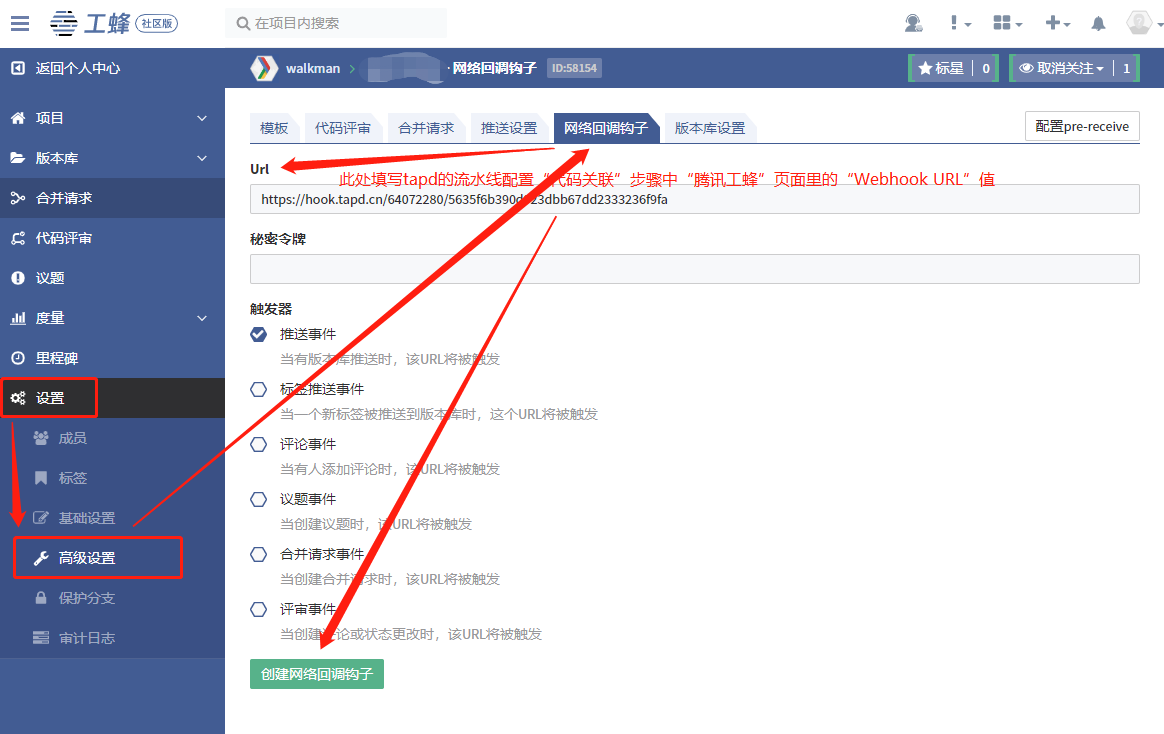 工蜂 社区版
在项目内搜索
返回个人中心
walkman > · 网络回调钩子 ID:58154
标星 0
取消关注 1
项目
版本库
合并请求
代码评审
议题
度量
里程碑
设置
成员
标签
基础设置
高级设置
保护分支
审计日志
模板
代码评审
合并请求
推送设置
网络回调钩子
版本库设置
配置pre-receive
Url
此处填写tapd的流水线配置“代码关联”步骤中“腾讯工蜂”页面里的“Webhook URL”值
https://hook.tapd.cn/64072280/5635f6b390d 23dbb67dd2333236f9fa
秘密令牌
触发器
推送事件
当有版本库推送时，该URL将被触发
标签推送事件
当一个新标签被推送到版本库时，这个URL将被触发
评论事件
当有人添加评论时，该URL将被触发
议题事件
当创建议题时，该URL将被触发
合并请求事件
当创建合并请求时，该URL将被触发
评审事件
当创建评论或状态更改时，该URL将被触发
创建网络回调钩子